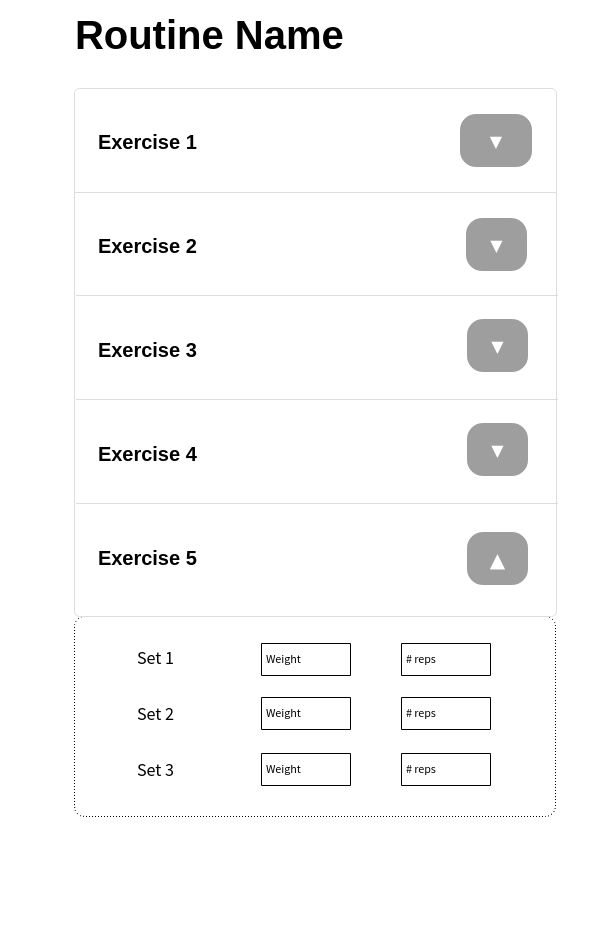 Routine Name
Exercise 1 ▼
Exercise 2 ▼
Exercise 3 ▼
Exercise 4 ▼
Exercise 5 ▲
Set 1 Weight # reps
Set 2 Weight # reps
Set 3 Weight # reps